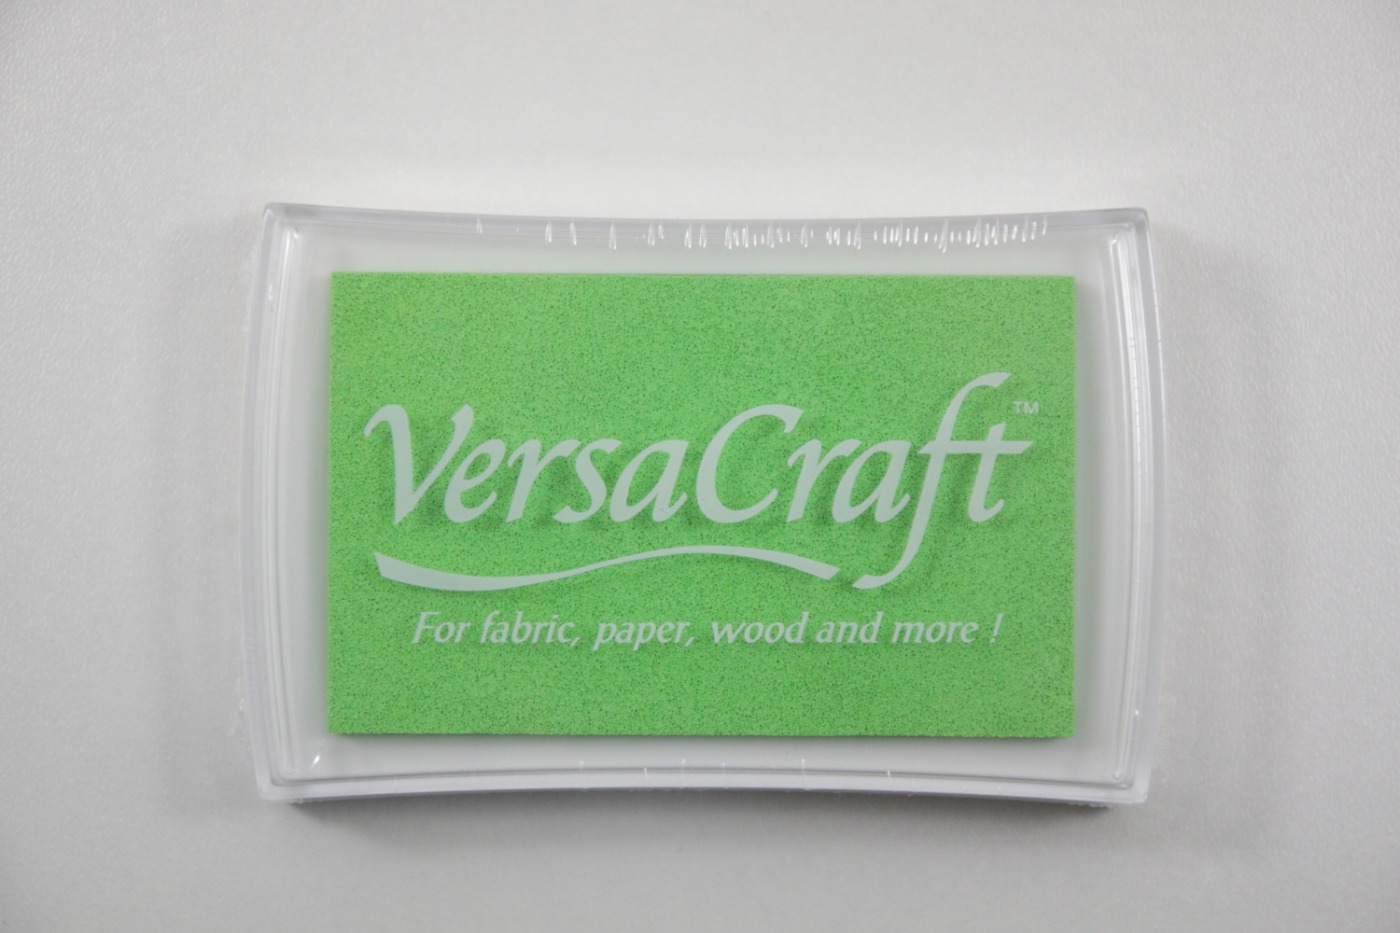 VersaCraft™
For fabric, paper, wood and more !